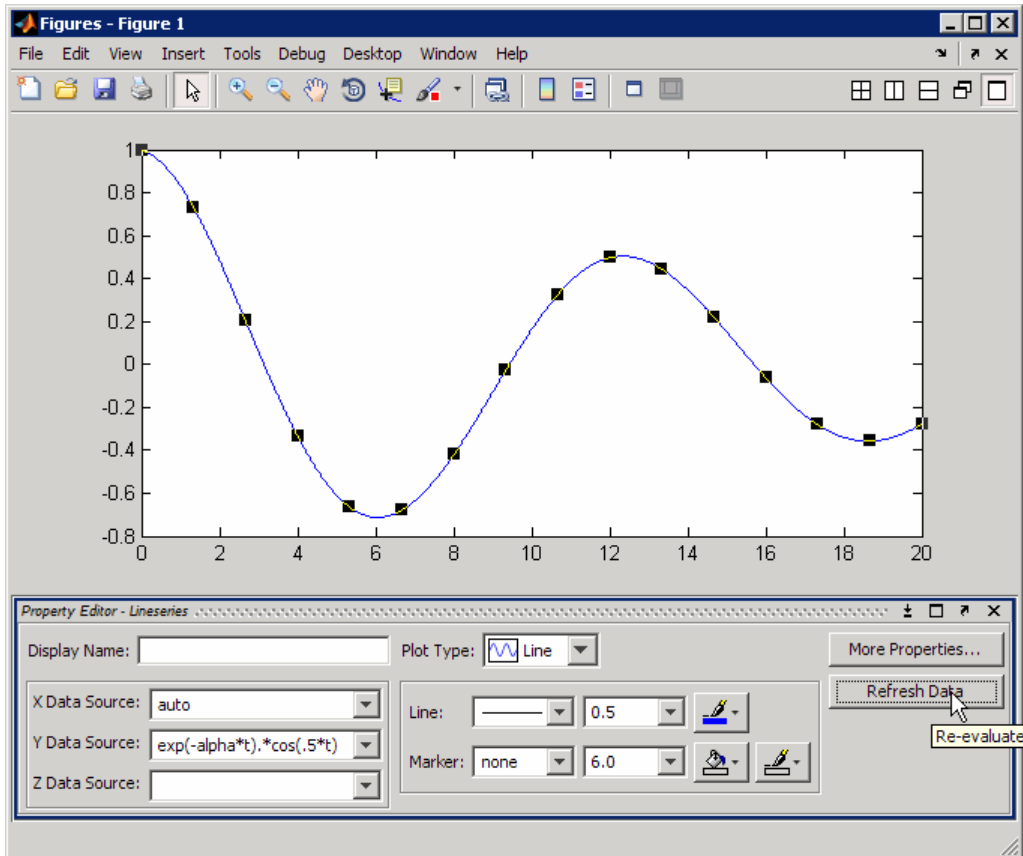 Figures - Figure 1
File Edit View Insert Tools Debug Desktop Window Help
1
0.8
0.6
0.4
0.2
0
-0.2
-0.4
-0.6
-0.8
0 2 4 6 8 10 12 14 16 18 20
Property Editor - Lineseries
Display Name:
Plot Type: Line
More Properties...
X Data Source: auto
Line: 0.5
Refresh Data
Y Data Source: exp(-alpha*t).*cos(.5*t)
Re-evaluate
Marker: none 6.0
Z Data Source: